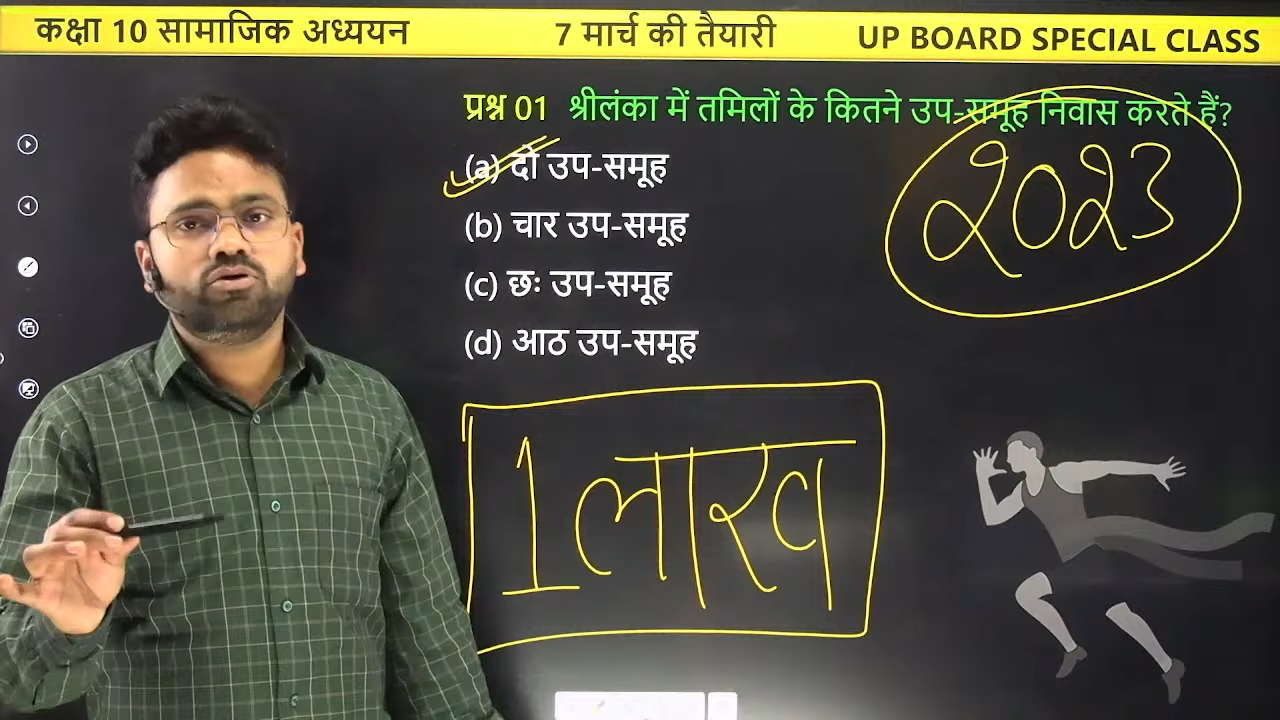 कक्षा 10 सामाजिक अध्ययन 7 मार्च की तैयारी UP BOARD SPECIAL CLASS
प्रश्न 01 श्रीलंका में तमिलों के कितने उप-समूह निवास करते हैं?
(a) दो उप-समूह
२०२३
(b) चार उप-समूह
(c) छः उप-समूह
(d) आठ उप-समूह
1 लाख